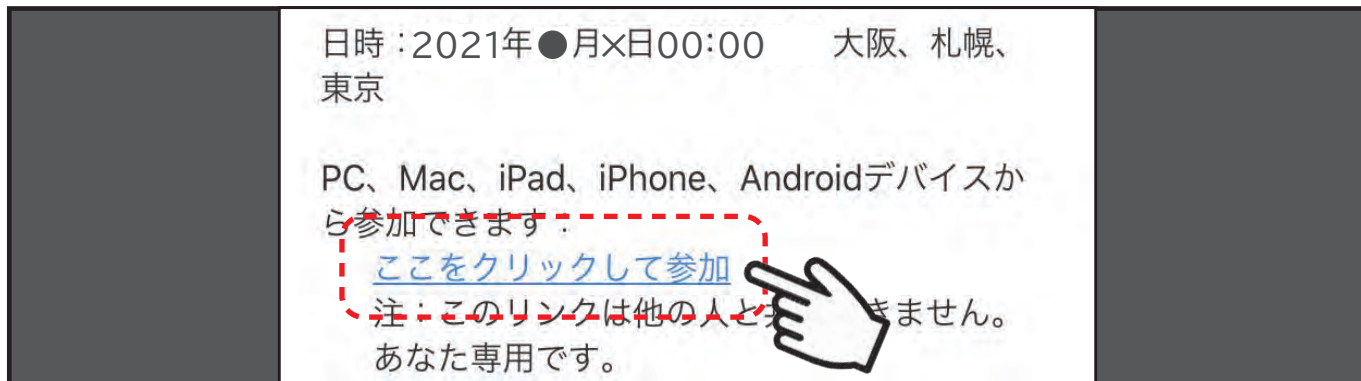 日時：2021年●月×日00:00　　大阪、札幌、
東京
PC、Mac、iPad、iPhone、Androidデバイスか
ら参加できます：
ここをクリックして参加
注：このリンクは他の人と きません。
あなた専用です。